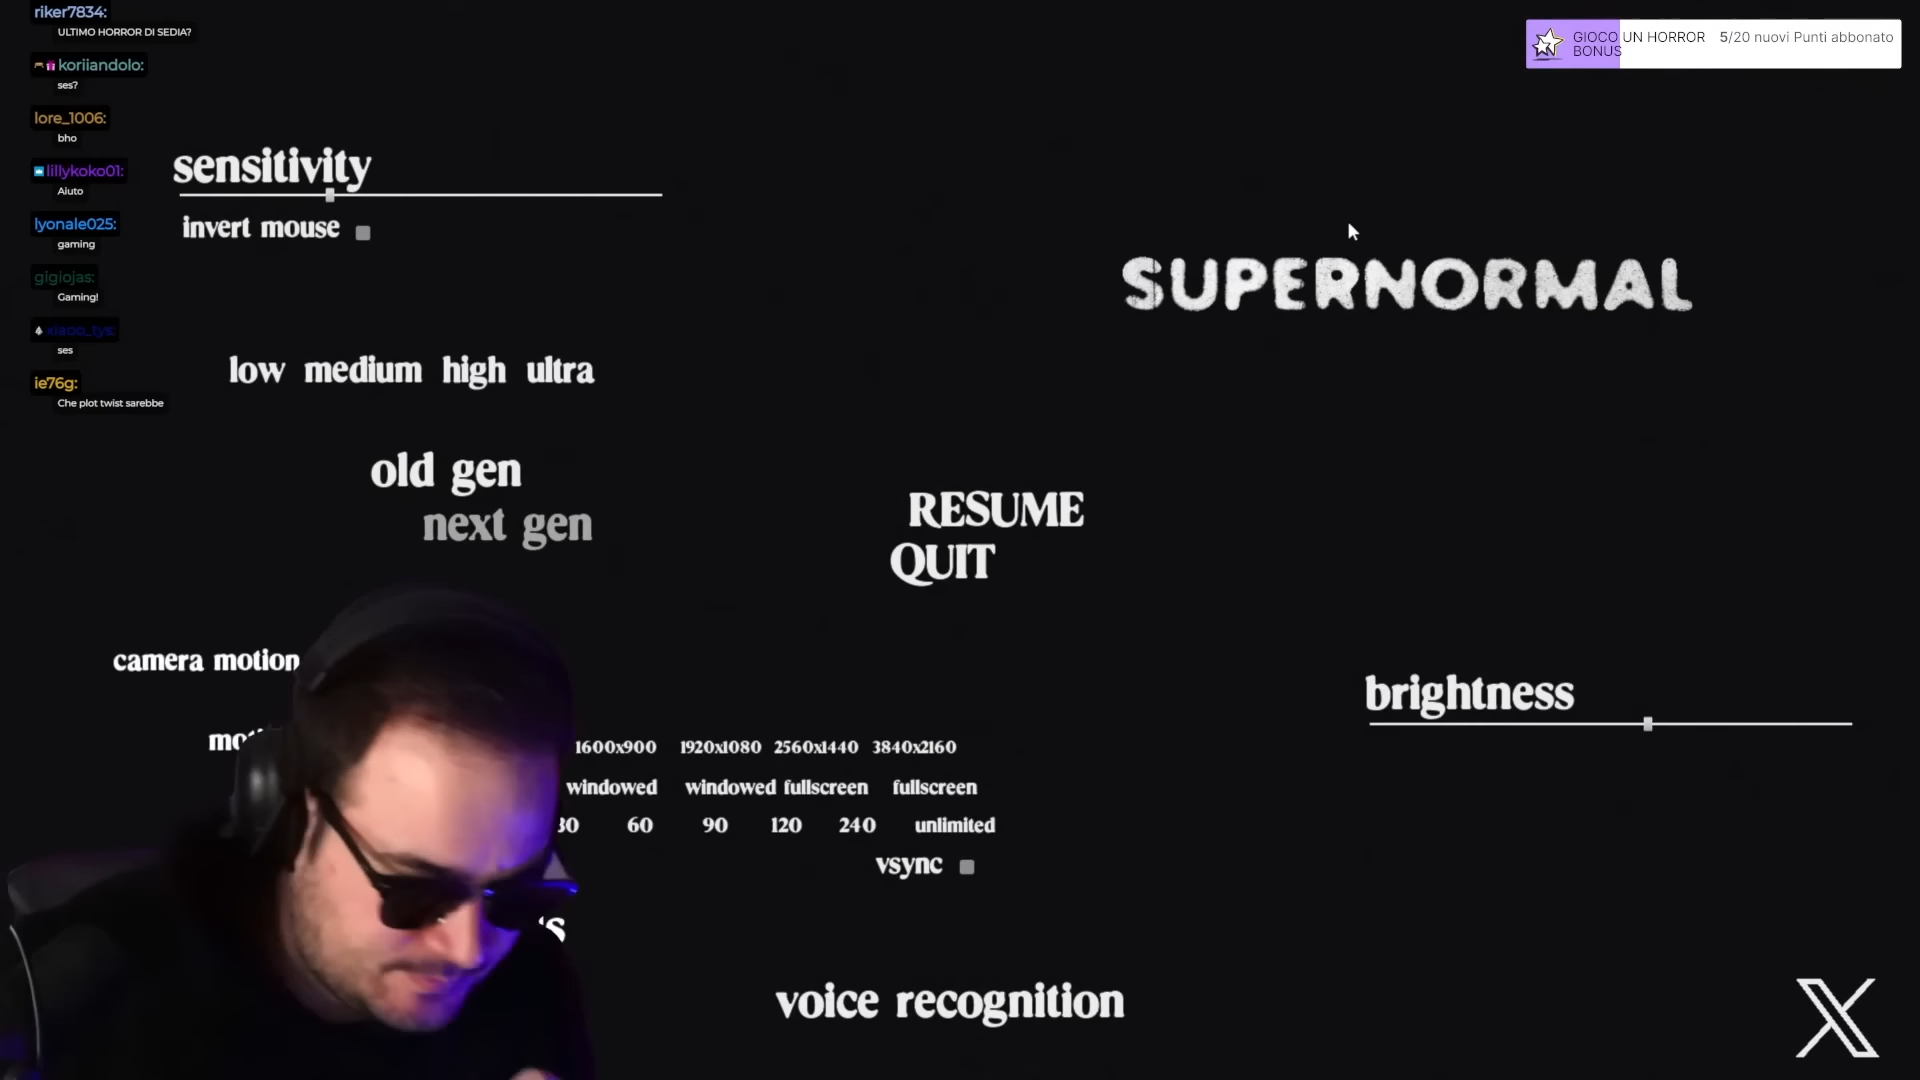 riker7834:
ULTIMO HORROR DI SEDIA?
koriiandolo:
ses?
lore_1006:
bho
lillykoko01:
Aiuto
lyonale025:
gaming
gigiojas:
Gaming!
xiaoo_tys:
ses
ie76g:
Che plot twist sarebbe
GIOCO UN HORROR
BONUS
5/20 nuovi Punti abbonato
sensitivity
invert mouse
SUPERNORMAL
low medium high ultra
old gen
next gen
RESUME
QUIT
camera motion
brightness
1600x900 1920x1080 2560x1440 3840x2160
windowed windowed fullscreen fullscreen
30 60 90 120 240 unlimited
vsync
voice recognition
X